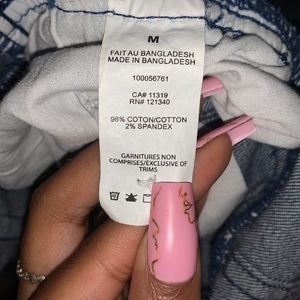 M
FAIT AU BANGLADESH
MADE IN BANGLADESH
100056761
CA# 11319
RN# 121340
98% COTON/COTTON
2% SPANDEX
GARNITURES NON
COMPRISES/EXCLUSIVE OF
TRIMS